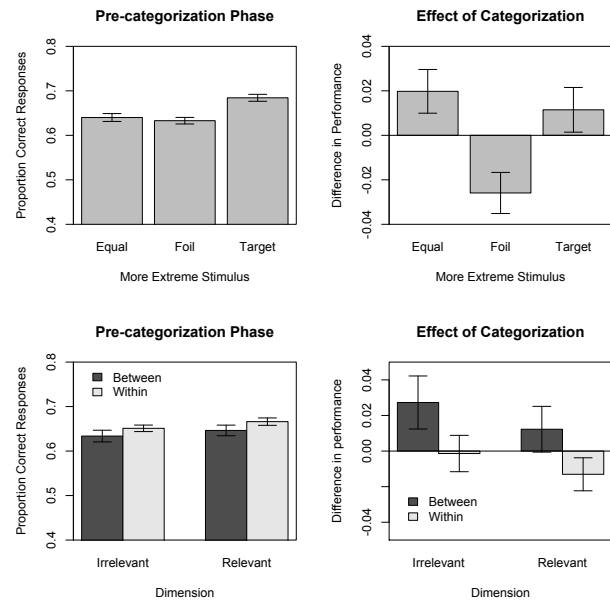 Pre-categorization Phase
Proportion Correct Responses
0.4 0.5 0.6 0.7 0.8
Equal Foil Target
More Extreme Stimulus
Effect of Categorization
Difference in Performance
-0.04 -0.02 0.00 0.02 0.04
Equal Foil Target
More Extreme Stimulus
Pre-categorization Phase
Proportion Correct Responses
0.4 0.5 0.6 0.7 0.8
Between
Within
Irrelevant Relevant
Dimension
Effect of Categorization
Difference in performance
-0.04 0.00 0.02 0.04
Between
Within
Irrelevant Relevant
Dimension